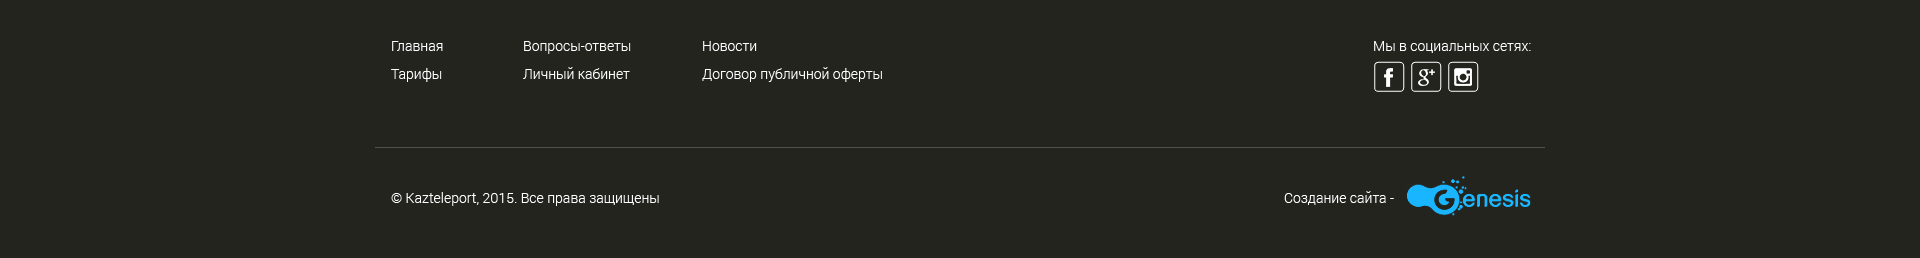 Главная Вопросы-ответы Новости Мы в социальных сетях:
Тарифы Личный кабинет Договор публичной оферты
f g+
© Kazteleport, 2015. Все права защищены Создание сайта - Genesis